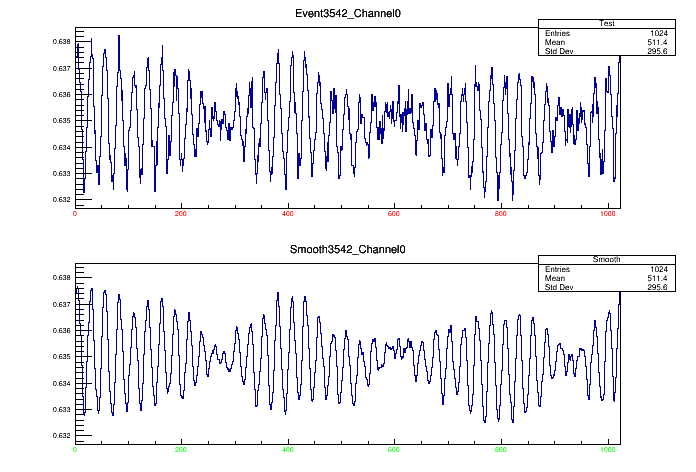 Event3542_Channel0
Test
Entries 1024
Mean 511.4
Std Dev 295.6
0.638
0.637
0.636
0.635
0.634
0.633
0.632
0 200 400 600 800 1000
Smooth3542_Channel0
Smooth
Entries 1024
Mean 511.4
Std Dev 295.6
0.638
0.637
0.636
0.635
0.634
0.633
0.632
0 200 400 600 800 1000